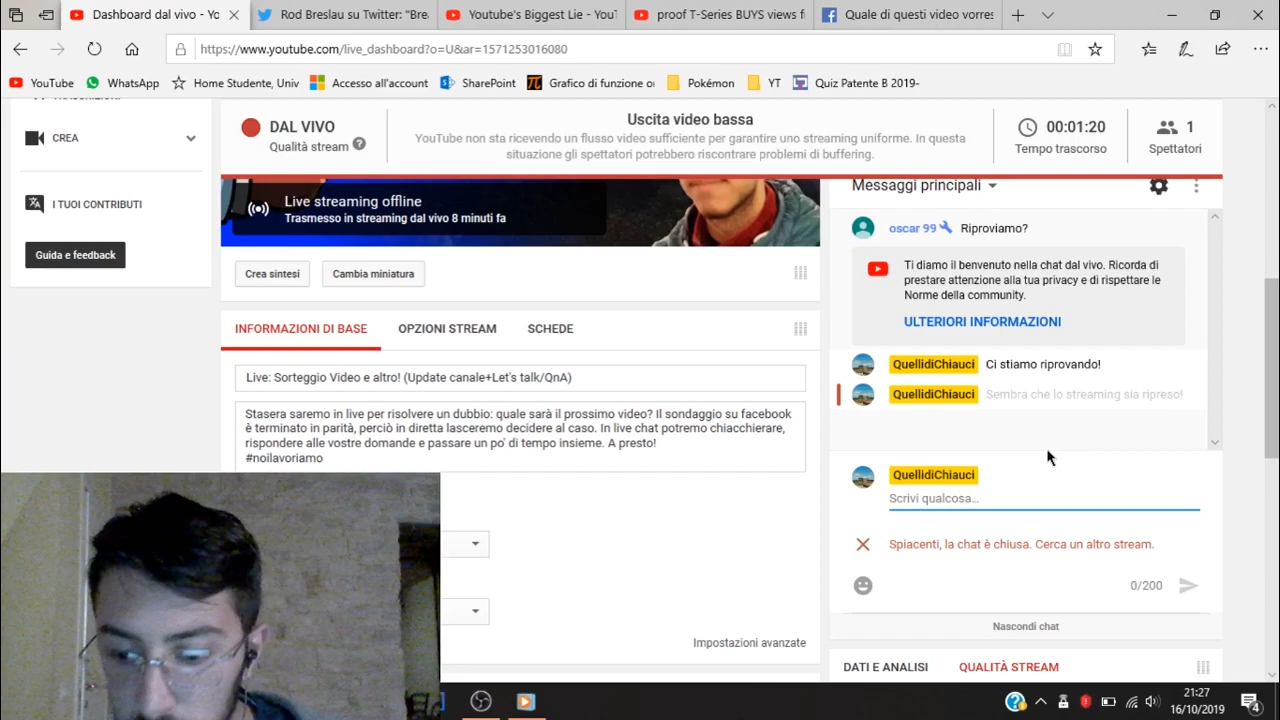 Dashboard dal vivo - Yo
Rod Breslau su Twitter: "Bre
Youtube's Biggest Lie - YouT
proof T-Series BUYS views f
Quale di questi video vorres
https://www.youtube.com/live_dashboard?o=U&ar=1571253016080
YouTube
WhatsApp
Home Studente, Univ
Accesso all'account
SharePoint
Grafico di funzione or
Pokémon
YT
Quiz Patente B 2019-
CREA
I TUOI CONTRIBUTI
Guida e feedback
DAL VIVO
Qualità stream ?
Uscita video bassa
YouTube non sta ricevendo un flusso video sufficiente per garantire uno streaming uniforme. In questa
situazione gli spettatori potrebbero riscontrare problemi di buffering.
00:01:20
Tempo trascorso
1
Spettatori
Live streaming offline
Trasmesso in streaming dal vivo 8 minuti fa
Crea sintesi
Cambia miniatura
INFORMAZIONI DI BASE
OPZIONI STREAM
SCHEDE
Live: Sorteggio Video e altro! (Update canale+Let's talk/QnA)
Stasera saremo in live per risolvere un dubbio: quale sarà il prossimo video? Il sondaggio su facebook
è terminato in parità, perciò in diretta lasceremo decidere al caso. In live chat potremo chiacchierare,
rispondere alle vostre domande e passare un po' di tempo insieme. A presto!
#noilavoriamo
Impostazioni avanzate
Messaggi principali
oscar 99 Riproviamo?
Ti diamo il benvenuto nella chat dal vivo. Ricorda di
prestare attenzione alla tua privacy e di rispettare le
Norme della community.
ULTERIORI INFORMAZIONI
QuellidiChiauci Ci stiamo riprovando!
QuellidiChiauci Sembra che lo streaming sia ripreso!
QuellidiChiauci
Scrivi qualcosa...
Spiacenti, la chat è chiusa. Cerca un altro stream.
0/200
Nascondi chat
DATI E ANALISI
QUALITÀ STREAM
21:27
16/10/2019
4